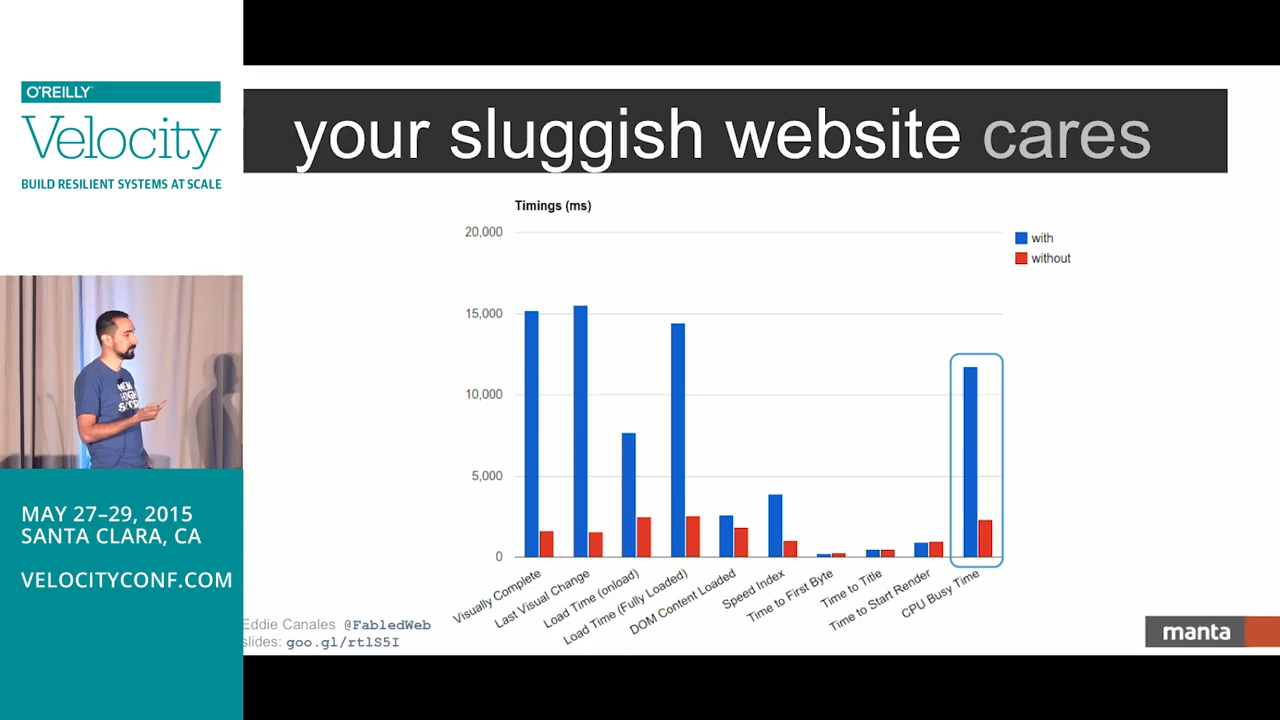 O'REILLY
Velocity
BUILD RESILIENT SYSTEMS AT SCALE
your sluggish website cares
Timings (ms)
20,000
15,000
10,000
5,000
0
with
without
Visually Complete
Last Visual Change
Load Time (onload)
Load Time (Fully Loaded)
DOM Content Loaded
Speed Index
Time to First Byte
Time to Title
Time to Start Render
CPU Busy Time
NEW
HIGH
MAY 27–29, 2015
SANTA CLARA, CA
VELOCITYCONF.COM
Eddie Canales @FabledWeb
slides: goo.gl/rtlS5I
manta